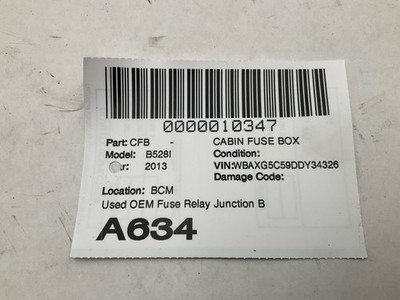 0000010347
Part: CFB - CABIN FUSE BOX
Model: B528I Condition:
ar: 2013 VIN:WBAXG5C59DDY34326
Damage Code:
Location: BCM
Used OEM Fuse Relay Junction B
A634